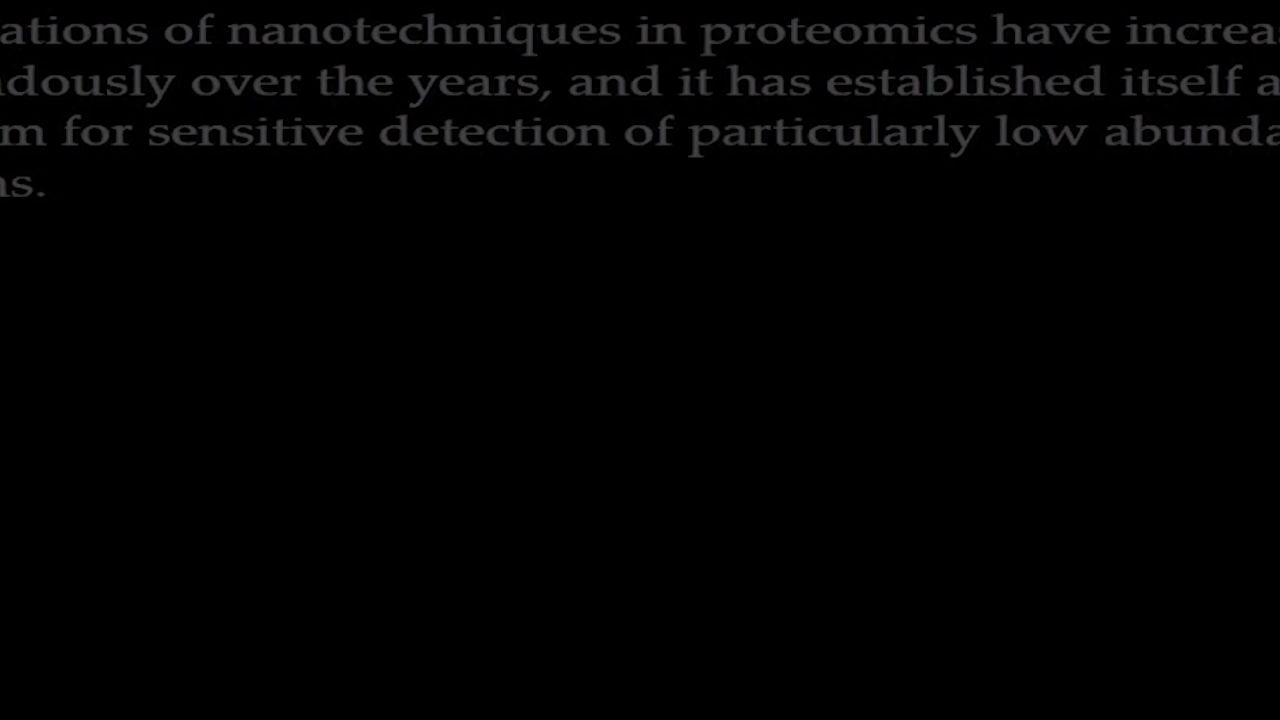 ations of nanotechniques in proteomics have increa
dously over the years, and it has established itself a
m for sensitive detection of particularly low abunda
ns.